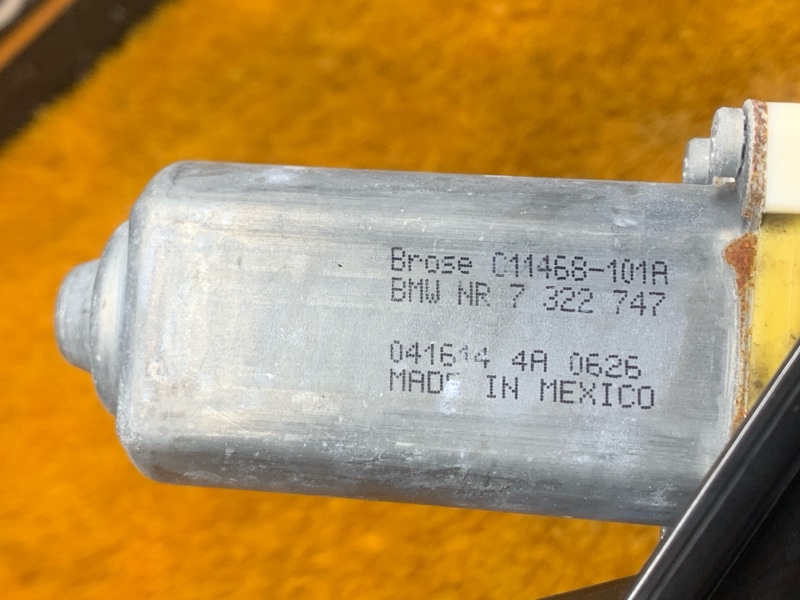 Brose C11468-101A
BMW NR 7 322 747
041614 4A 0626
MADE IN MEXICO